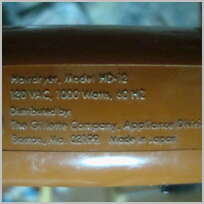 Hairdryer, Model HD-12
120 VAC, 1000 Watts, 60 HZ
Distributed by:
The Gillette Company, Appliance Divisi
Boston, Ma. 02199 Made in Japan